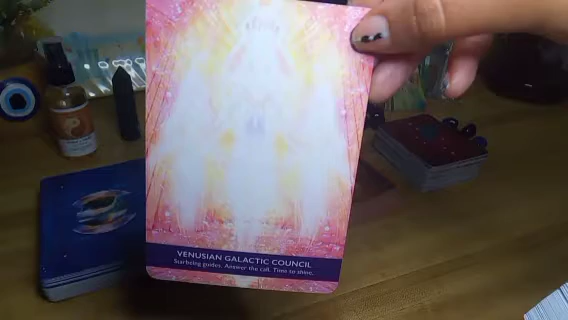 VENUSIAN GALACTIC COUNCIL
Starbeing guides. Answer the call. Time to shine.